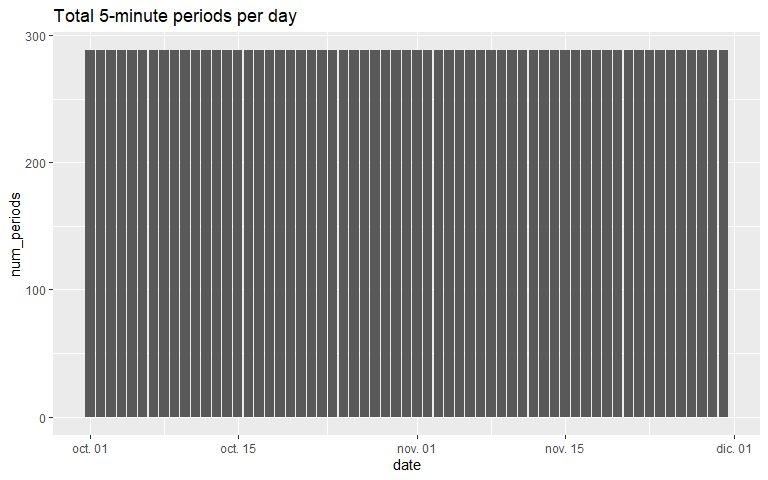 Total 5-minute periods per day
300
200
100
0
num_periods
oct. 01 oct. 15 nov. 01 nov. 15 dic. 01
date